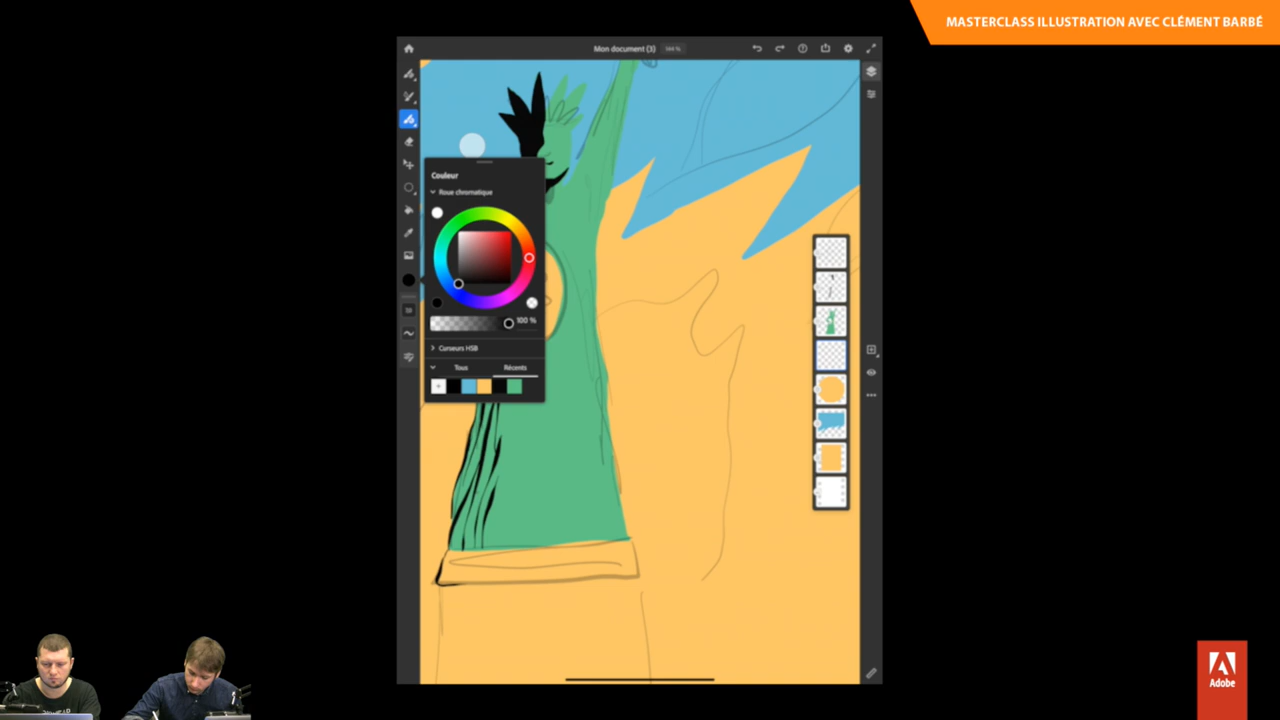 MASTERCLASS ILLUSTRATION AVEC CLÉMENT BARBÉ
Mon document (3)
Couleur
Roue chromatique
100 %
Curseurs HSB
Tous
Récents
Adobe